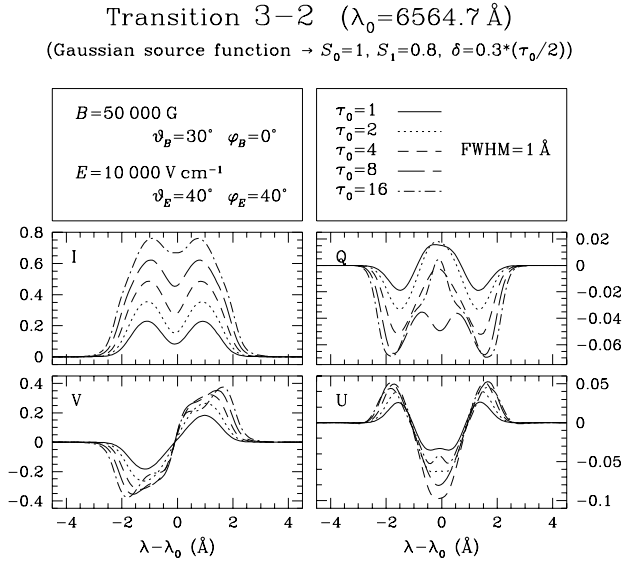 Transition 3−2 (λ₀=6564.7 Å)
(Gaussian source function → S₀=1, S₁=0.8, δ=0.3*(τ₀/2))
B=50 000 G
ϑ_B=30° φ_B=0°
E=10 000 V cm⁻¹
ϑ_E=40° φ_E=40°
τ₀=1
τ₀=2
τ₀=4
τ₀=8
τ₀=16
FWHM=1 Å
I
0.8
0.6
0.4
0.2
0
Q
0.02
0
−0.02
−0.04
−0.06
V
0.4
0.2
0
−0.2
−0.4
−4 −2 0 2 4
λ−λ₀ (Å)
U
0.05
0
−0.05
−0.1
−4 −2 0 2 4
λ−λ₀ (Å)